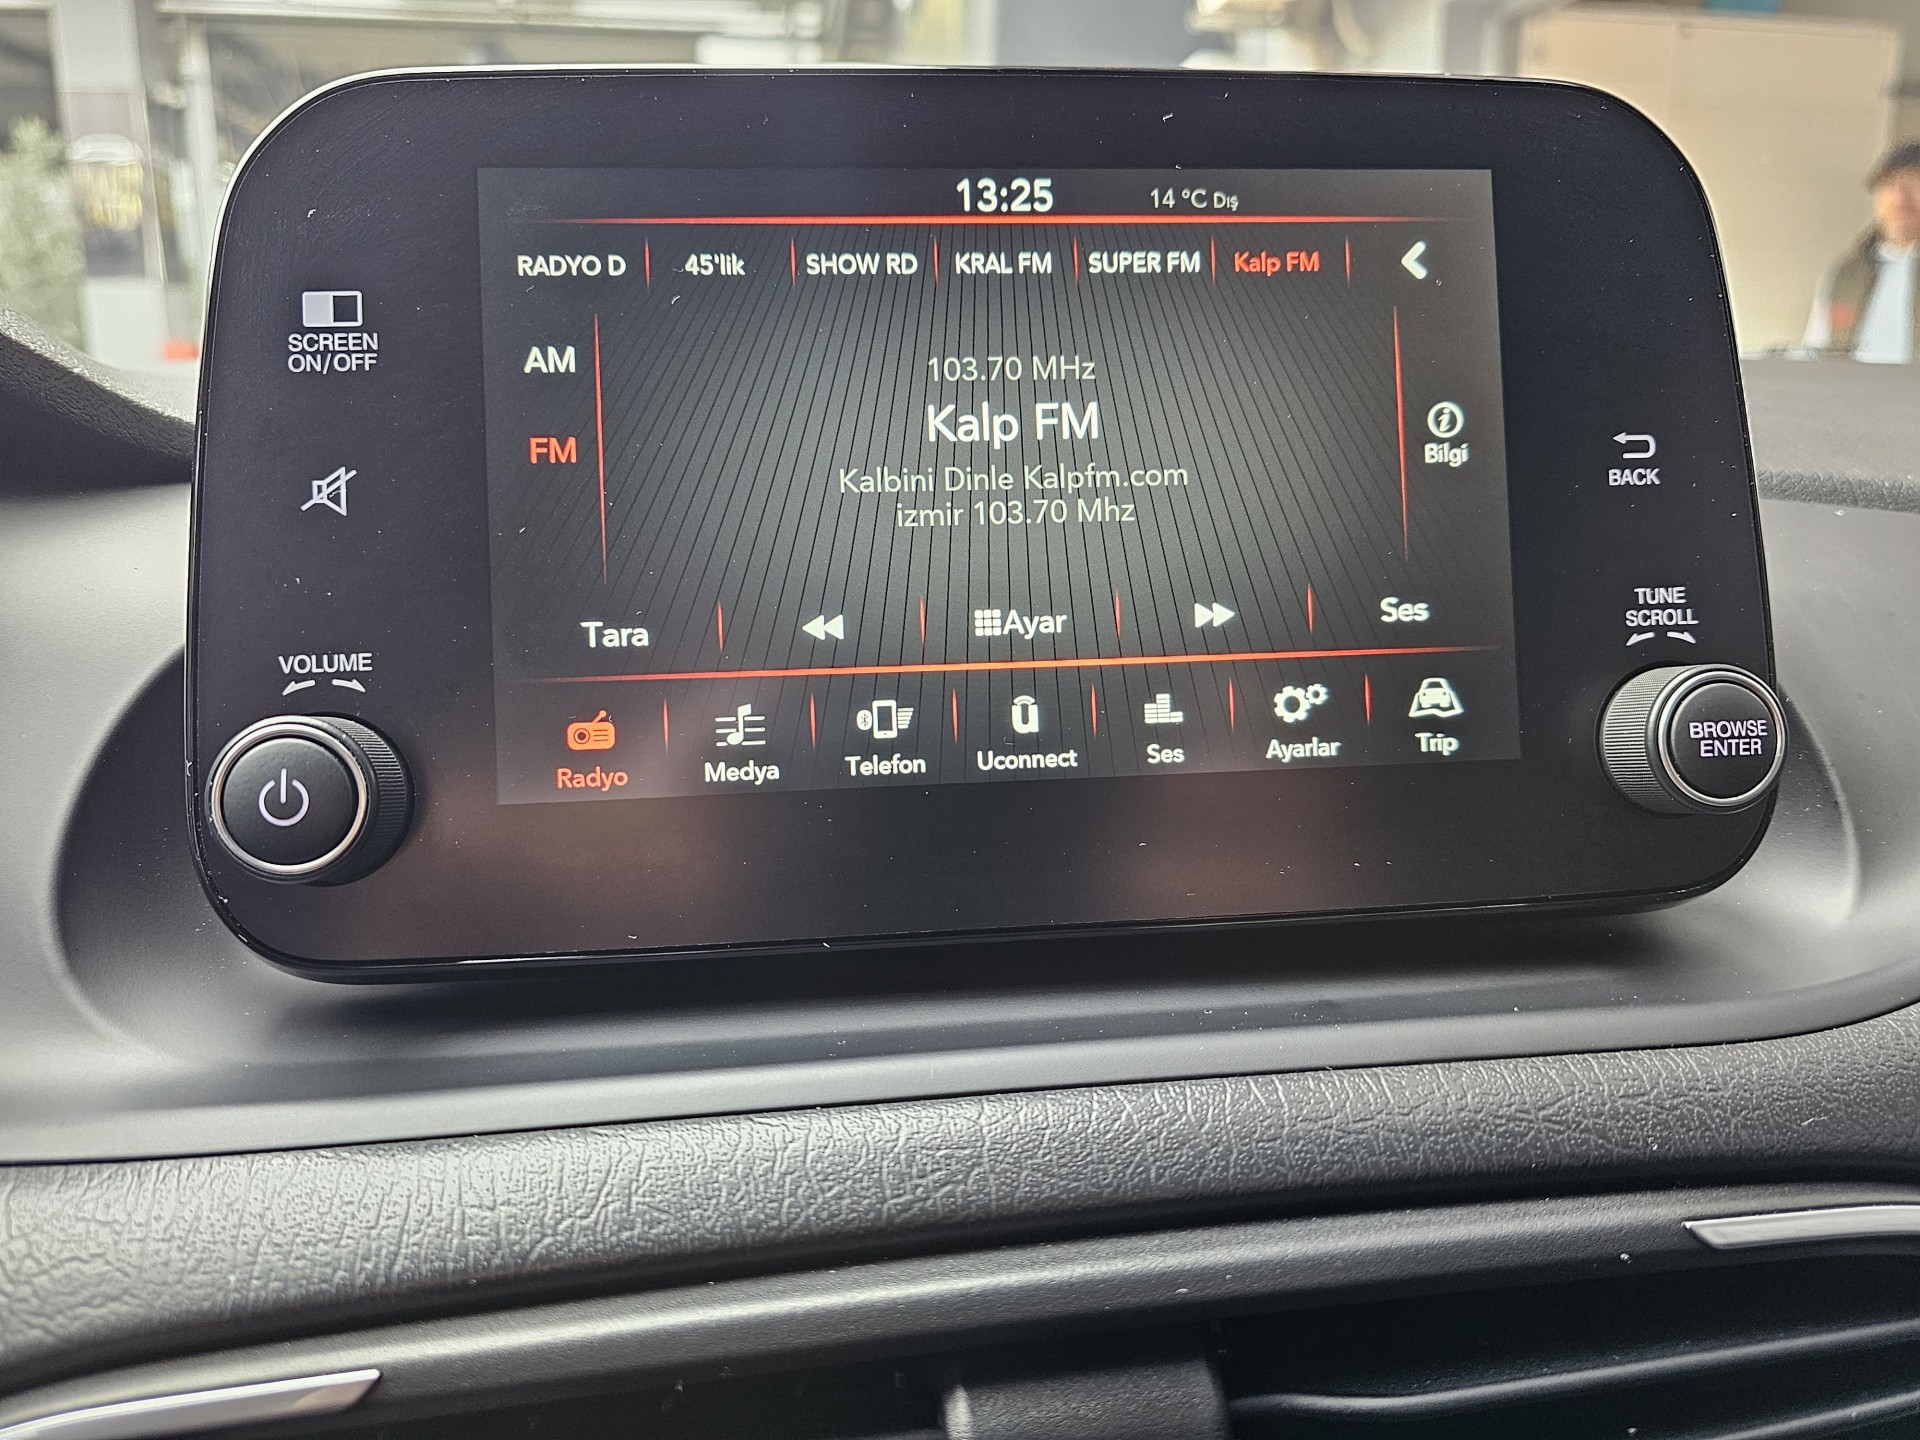 13:25 14 °C Dış
RADYO D 45'lik SHOW RD KRAL FM SUPER FM Kalp FM
SCREEN
ON/OFF
AM
FM
103.70 MHz
Kalp FM
Kalbini Dinle Kalpfm.com
izmir 103.70 Mhz
Bilgi
BACK
TUNE
SCROLL
VOLUME
Tara Ayar Ses
Radyo Medya Telefon Uconnect Ses Ayarlar Trip
BROWSE
ENTER